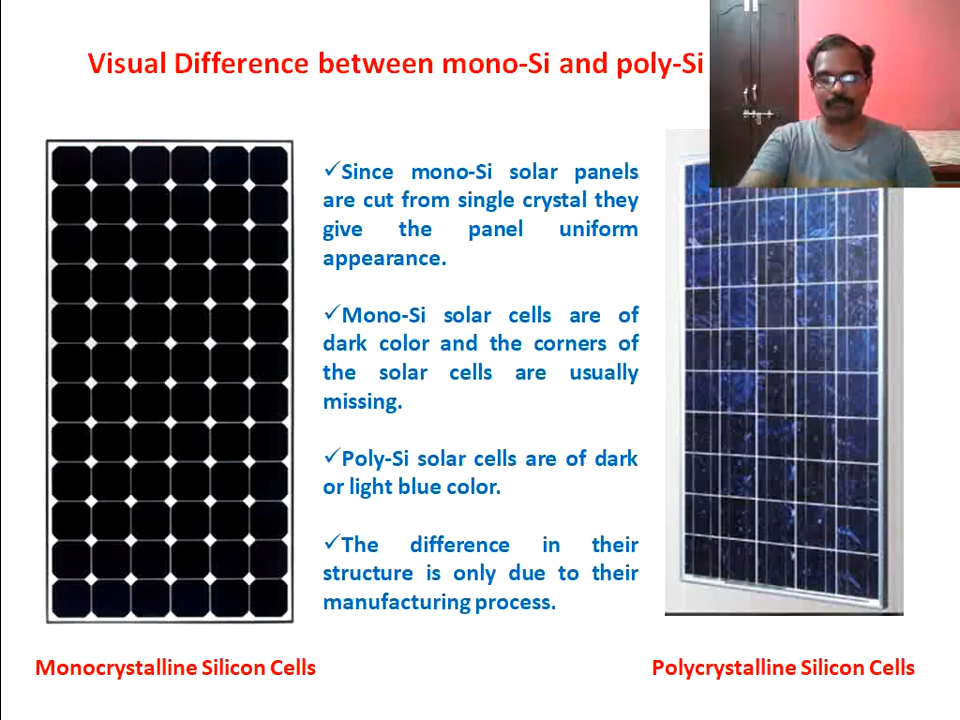 Visual Difference between mono-Si and poly-Si
✓Since mono-Si solar panels
are cut from single crystal they
give the panel uniform
appearance.
✓Mono-Si solar cells are of
dark color and the corners of
the solar cells are usually
missing.
✓Poly-Si solar cells are of dark
or light blue color.
✓The difference in their
structure is only due to their
manufacturing process.
Monocrystalline Silicon Cells
Polycrystalline Silicon Cells